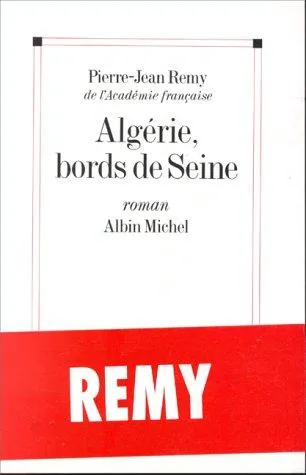 Pierre-Jean Remy
de l'Académie française
Algérie,
bords de Seine
roman
Albin Michel
REMY